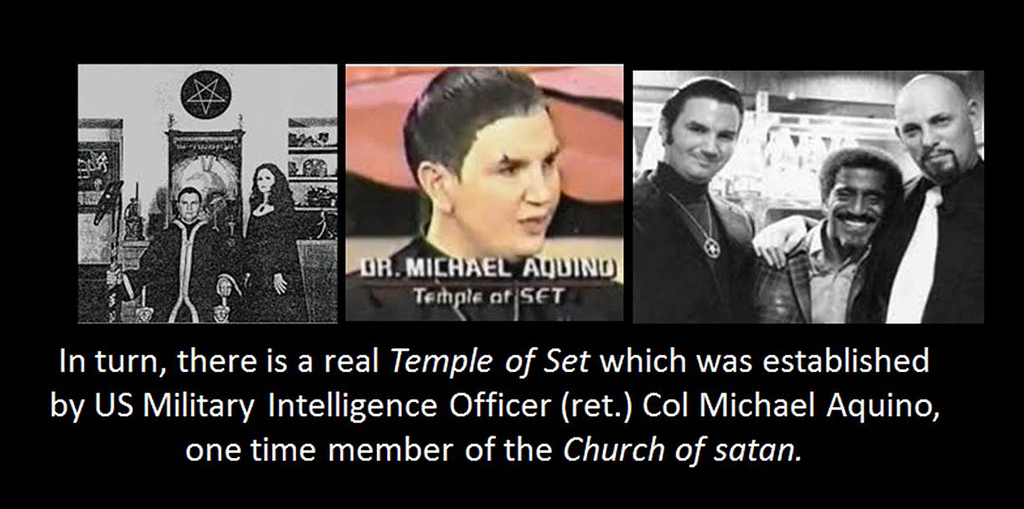 DR. MICHAEL AQUINO
Temple of SET
In turn, there is a real Temple of Set which was established
by US Military Intelligence Officer (ret.) Col Michael Aquino,
one time member of the Church of satan.